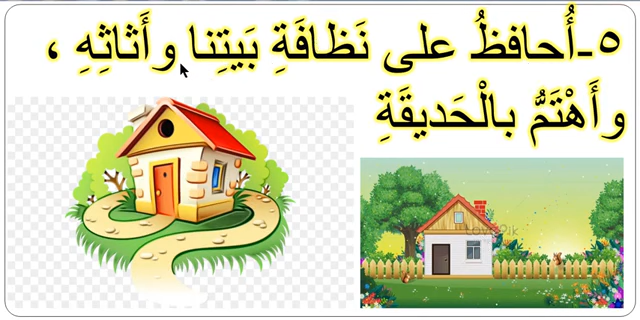 ٥-أُحافظُ على نَظافَةِ بَيتِنا وأَثاثِهِ ،
وأَهْتَمُّ بالْحَديقَةِ